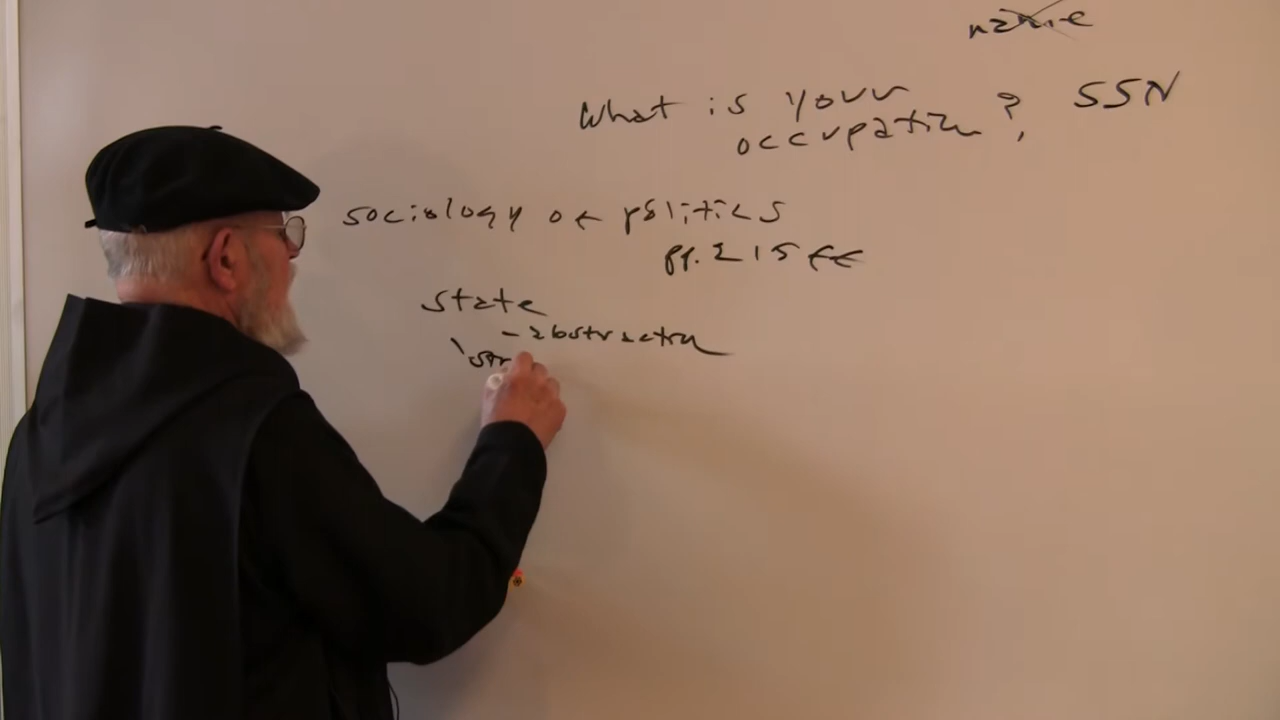 name
What is your
occupation? SSN
sociology of politics
pp. 215 ff
state
- abstraction